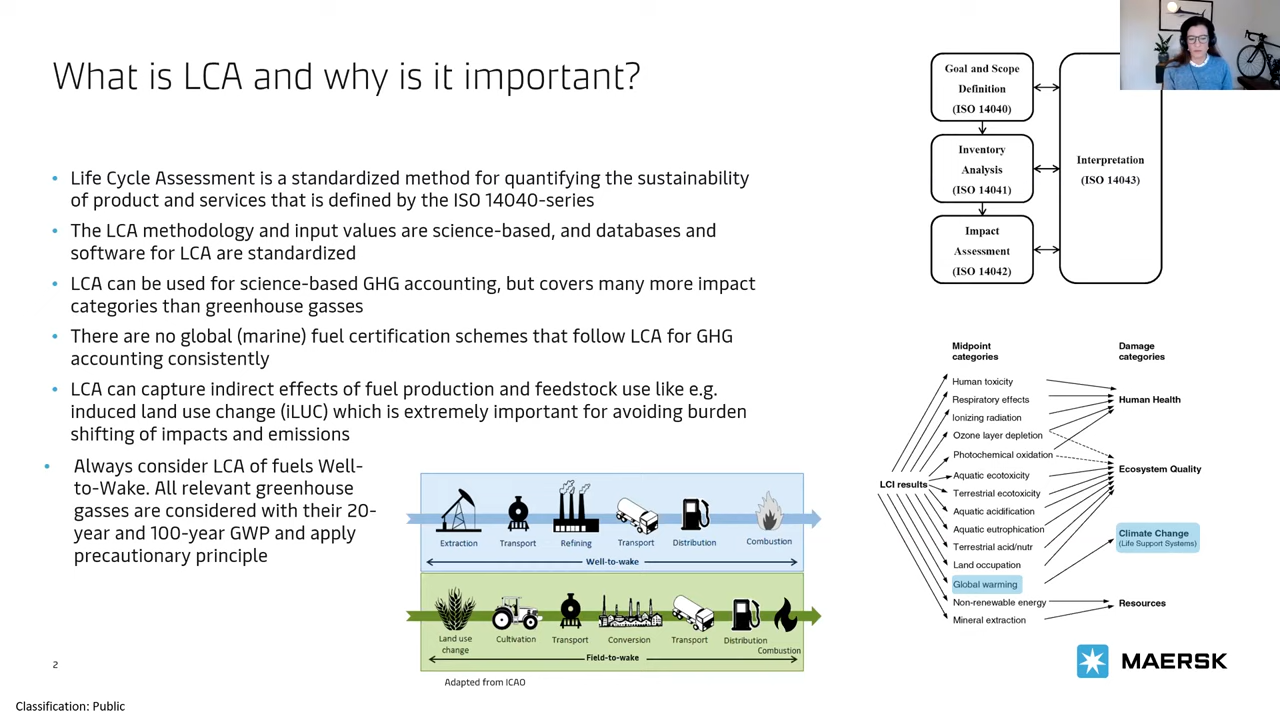 What is LCA and why is it important?
• Life Cycle Assessment is a standardized method for quantifying the sustainability
of product and services that is defined by the ISO 14040-series
• The LCA methodology and input values are science-based, and databases and
software for LCA are standardized
• LCA can be used for science-based GHG accounting, but covers many more impact
categories than greenhouse gasses
• There are no global (marine) fuel certification schemes that follow LCA for GHG
accounting consistently
• LCA can capture indirect effects of fuel production and feedstock use like e.g.
induced land use change (iLUC) which is extremely important for avoiding burden
shifting of impacts and emissions
• Always consider LCA of fuels Well-
to-Wake. All relevant greenhouse
gasses are considered with their 20-
year and 100-year GWP and apply
precautionary principle
Extraction Transport Refining Transport Distribution Combustion
Well-to-wake
Land use
change
Cultivation Transport Conversion Transport Distribution
Combustion
Field-to-wake
Adapted from ICAO
Goal and Scope
Definition
(ISO 14040)
Inventory
Analysis
(ISO 14041)
Impact
Assessment
(ISO 14042)
Interpretation
(ISO 14043)
Midpoint
categories
Damage
categories
LCI results
Human toxicity
Respiratory effects
Ionizing radiation
Ozone layer depletion
Photochemical oxidation
Aquatic ecotoxicity
Terrestrial ecotoxicity
Aquatic acidification
Aquatic eutrophication
Terrestrial acid/nutr
Land occupation
Global warming
Non-renewable energy
Mineral extraction
Human Health
Ecosystem Quality
Climate Change
(Life Support Systems)
Resources
MAERSK
2
Classification: Public